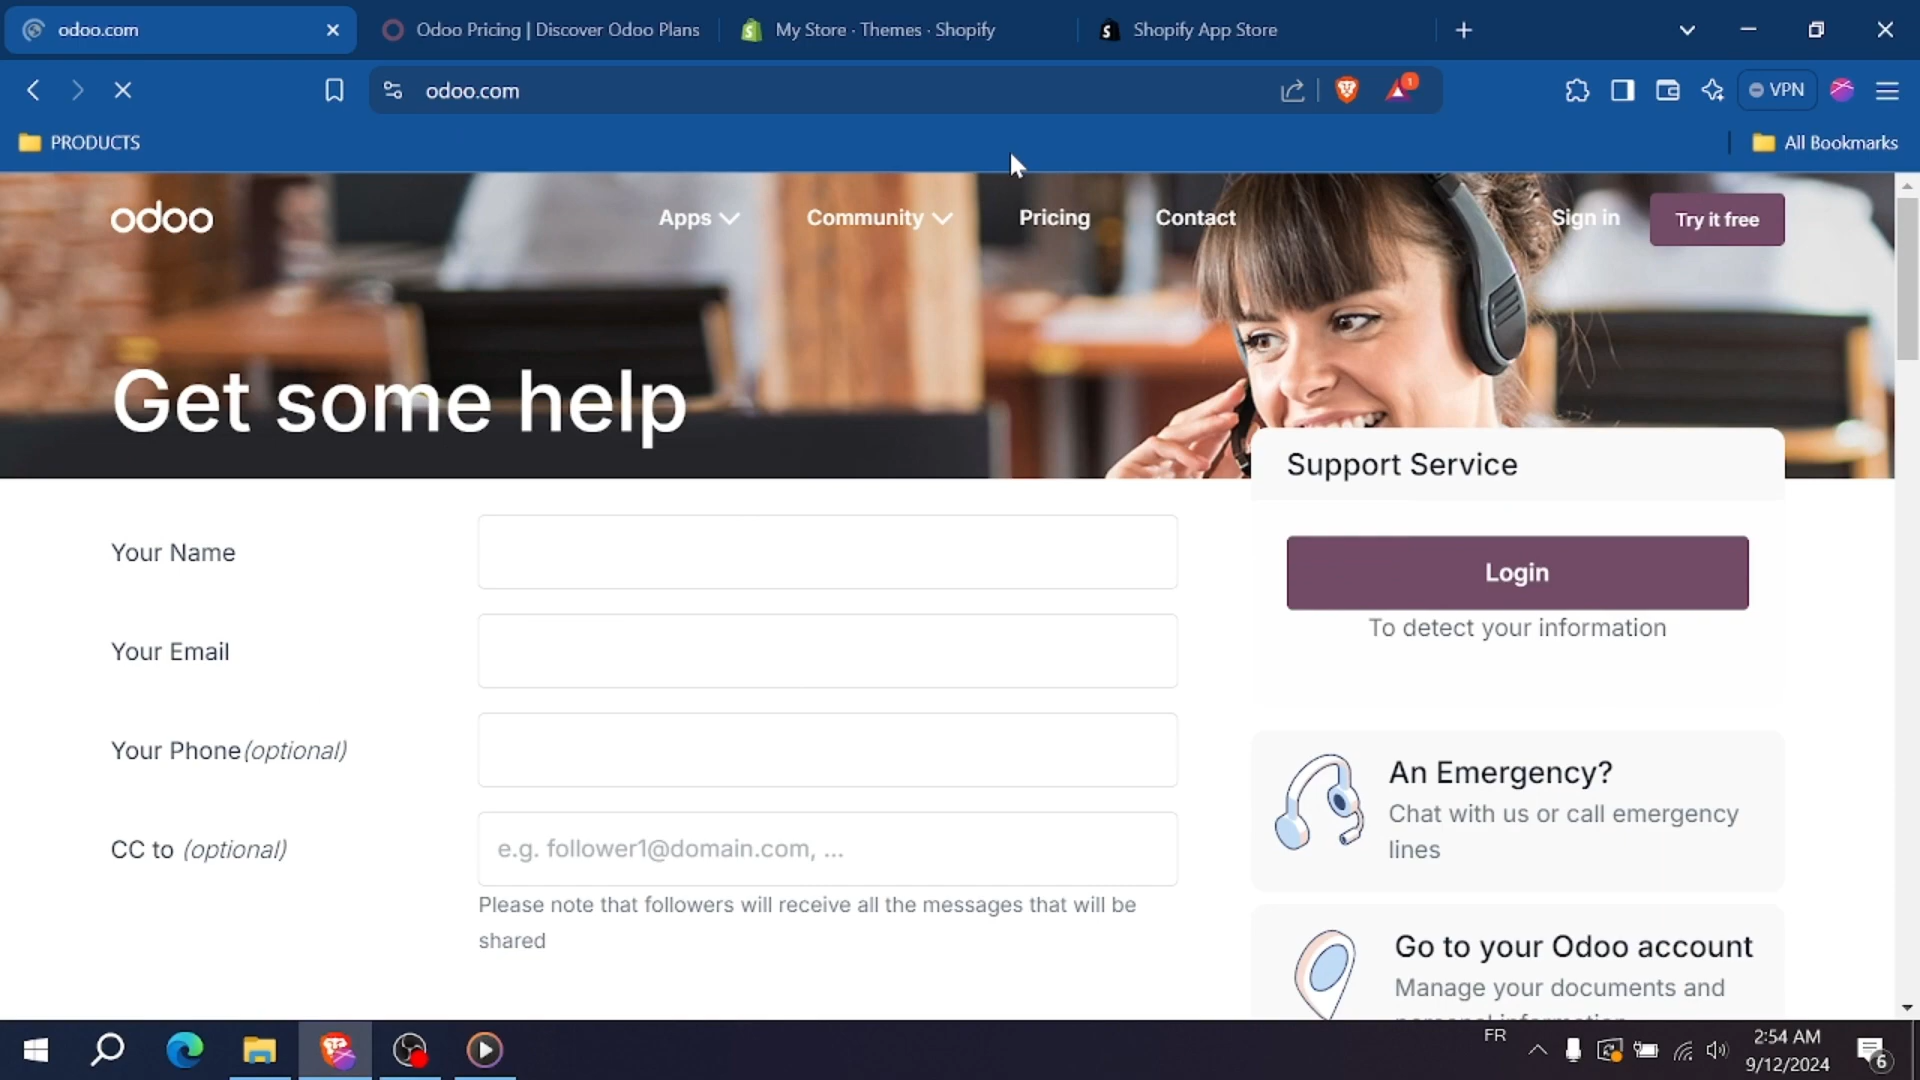 odoo.com
Odoo Pricing | Discover Odoo Plans
My Store · Themes · Shopify
Shopify App Store
odoo.com
1
VPN
PRODUCTS
All Bookmarks
odoo
Apps
Community
Pricing
Contact
Sign in
Try it free
Get some help
Support Service
Your Name
Login
To detect your information
Your Email
Your Phone(optional)
An Emergency?
Chat with us or call emergency
lines
CC to (optional)
e.g. follower1@domain.com, ...
Please note that followers will receive all the messages that will be
shared
Go to your Odoo account
Manage your documents and
FR
2:54 AM
9/12/2024
6